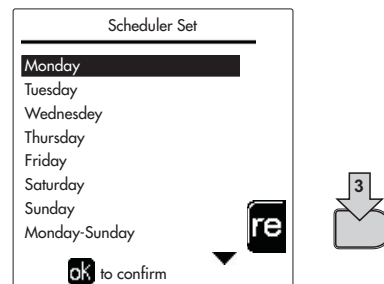 Scheduler Set
Monday
Tuesday
Wednesdey
Thursday
Friday
Saturday
Sunday
Monday-Sunday
re
ok to confirm
3